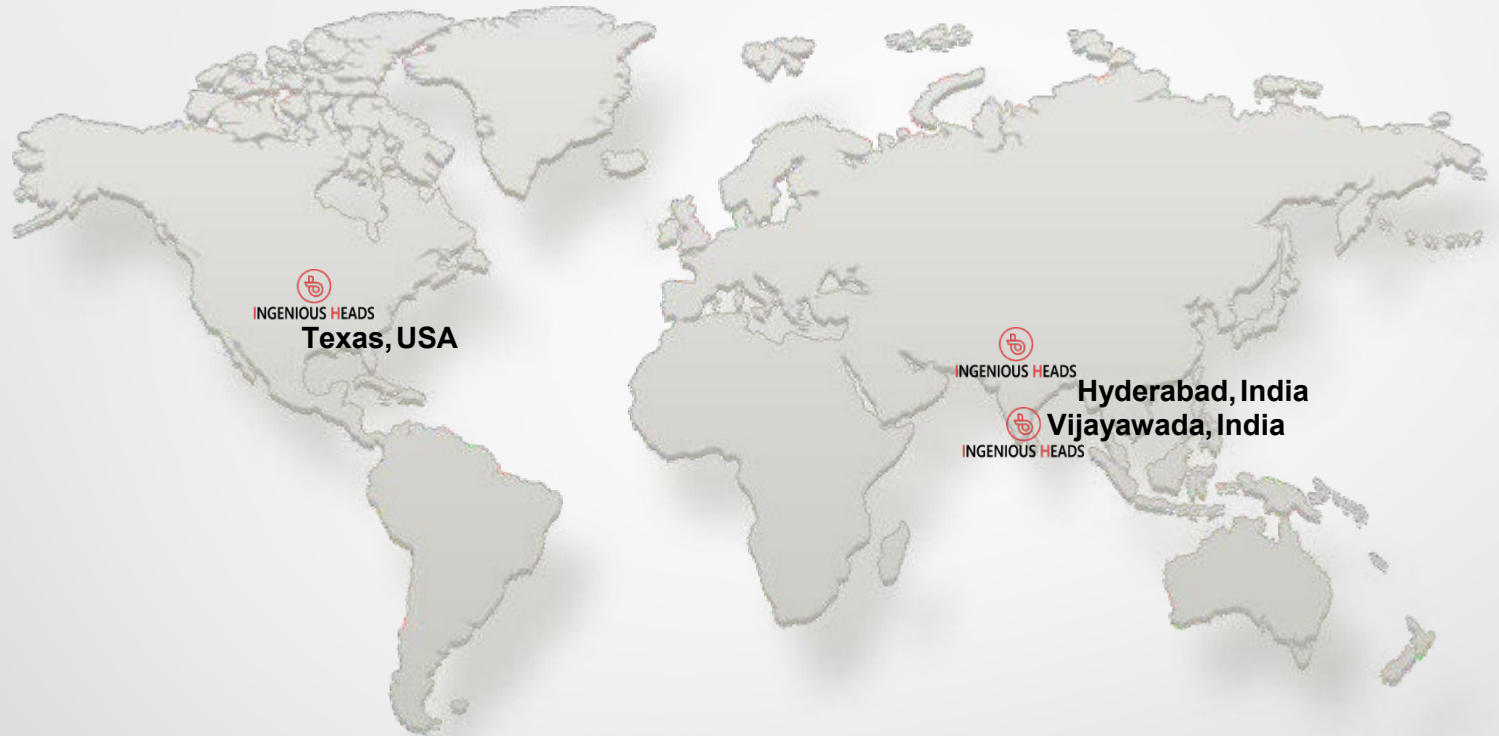 INGENIOUS HEADS
Texas, USA
INGENIOUS HEADS
Hyderabad, India
Vijayawada, India
INGENIOUS HEADS